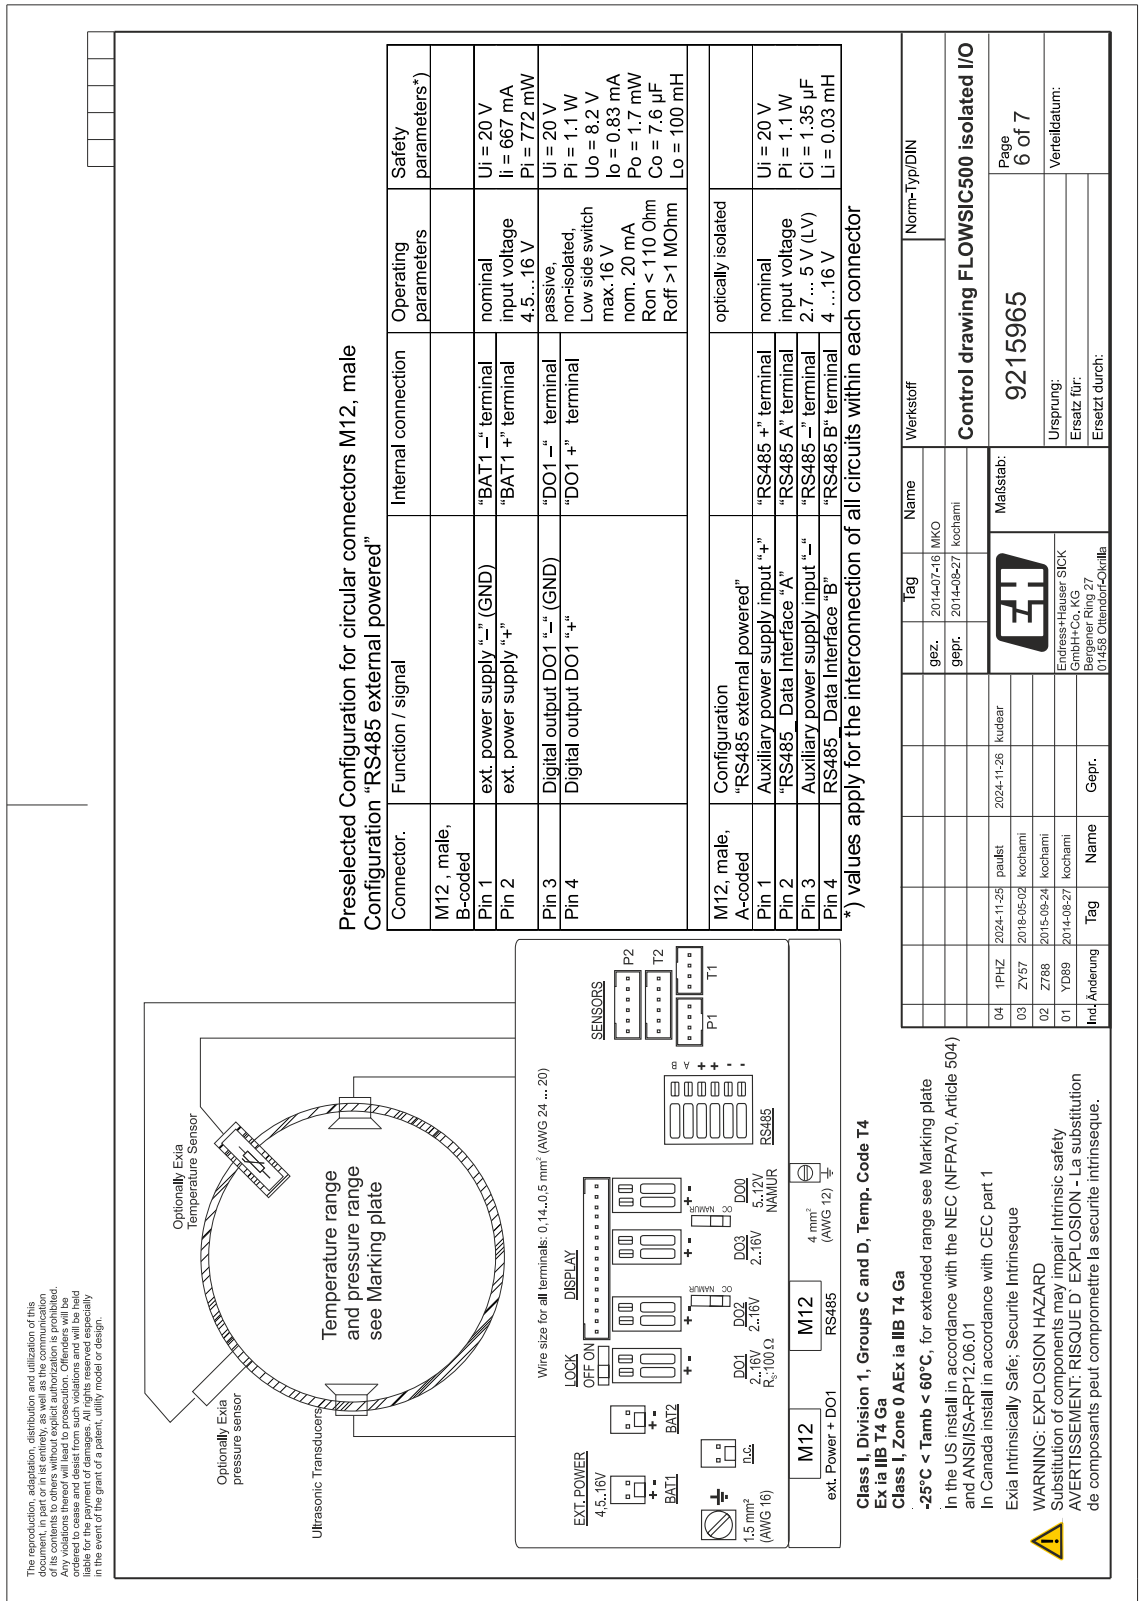 The reproduction, adaptation, distribution and utilization of this
document, in part or in ist entirety, as well as the communication
of its contents to others without explicit authorization is prohibited.
Any violations thereof will lead to prosecution. Offenders will be
ordered to cease and desist from such violations and will be held
liable for the payment of damages. All rights reserved especially
in the event of the grant of a patent, utility model or design.
Optionally Exia
pressure sensor
Optionally Exia
Temperature Sensor
Ultrasonic Transducers
Temperature range
and pressure range
see Marking plate
Wire size for all terminals: 0,14..0.5 mm² (AWG 24 ... 20)
EXT. POWER
4,5..16V
+ -
BAT1
+ -
BAT2
LOCK
OFF ON
DISPLAY
SENSORS
P2
T2
P1
T1
+ -
DO1
2..16V
Rs:100 Ω
+ -
OC NAMUR
DO2
2..16V
+ -
DO3
2..16V
OC NAMUR
+ -
DO0
5..12V
NAMUR
B
A
+
+
-
-
RS485
1.5 mm²
(AWG 16)
n.c.
M12
ext. Power + DO1
M12
RS485
4 mm²
(AWG 12)
Class I, Division 1, Groups C and D, Temp. Code T4
Ex ia IIB T4 Ga
Class I, Zone 0 AEx ia IIB T4 Ga
-25°C < Tamb < 60°C, for extended range see Marking plate
In the US install in accordance with the NEC (NFPA70, Article 504)
and ANSI/ISA-RP12.06.01
In Canada install in accordance with CEC part 1
Exia Intrinsically Safe; Securite Intrinseque
WARNING: EXPLOSION HAZARD
Substitution of components may impair Intrinsic safety
AVERTISSEMENT: RISQUE D` EXPLOSION - La substitution
de composants peut compromettre la securite intrinseque.
Preselected Configuration for circular connectors M12, male
Configuration “RS485 external powered”
Connector. Function / signal Internal connection Operating parameters Safety parameters*)
M12 , male,
B-coded
Pin 1 ext. power supply “–” (GND) “BAT1 –“ terminal nominal Ui = 20 V
Pin 2 ext. power supply “+” “BAT1 +” terminal input voltage Ii = 667 mA
4.5… 16 V Pi = 772 mW
Pin 3 Digital output DO1 “–“ (GND) “DO1 –“ terminal passive, Ui = 20 V
Pin 4 Digital output DO1 “+“ “DO1 +” terminal non-isolated, Pi = 1.1 W
Low side switch Uo = 8.2 V
max.16 V Io = 0.83 mA
nom. 20 mA Po = 1.7 mW
Ron < 110 Ohm Co = 7.6 µF
Roff >1 MOhm Lo = 100 mH
M12, male, Configuration optically isolated
A-coded “RS485 external powered”
Pin 1 Auxiliary power supply input “+” “RS485 +” terminal nominal Ui = 20 V
Pin 2 “RS485_ Data Interface “A” “RS485 A” terminal input voltage Pi = 1.1 W
Pin 3 Auxiliary power supply input “–“ “RS485 –” terminal 2.7... 5 V (LV) Ci = 1.35 µF
Pin 4 RS485_ Data Interface “B” “RS485 B“ terminal 4 …16 V Li = 0.03 mH
*) values apply for the interconnection of all circuits within each connector
Tag Name Werkstoff Norm-Typ/DIN
gez. 2014-07-16 MKO
gepr. 2014-08-27 kochami
Control drawing FLOWSIC500 isolated I/O
04 1PHZ 2024-11-25 paulst 2024-11-26 kudear
03 ZY57 2018-05-02 kochami
02 Z788 2015-09-24 kochami
01 YD89 2014-08-27 kochami
Ind. Änderung Tag Name Gepr.
EH
Endress+Hauser SICK
GmbH+Co. KG
Bergener Ring 27
01458 Ottendorf-Okrilla
Maßstab:
9215965
Page
6 of 7
Ursprung:
Ersatz für:
Ersetzt durch:
Verteildatum: